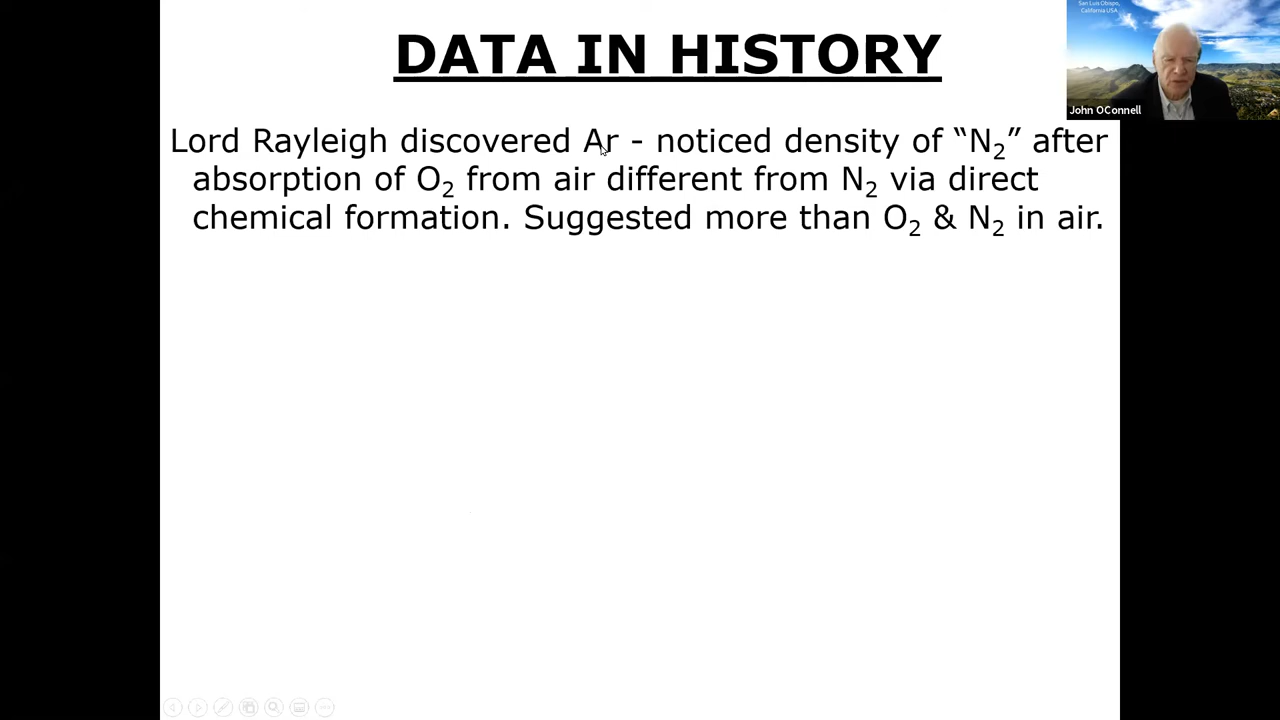 DATA IN HISTORY
San Luis Obispo,
California USA
John OConnell
Lord Rayleigh discovered Ar - noticed density of “N₂” after
absorption of O₂ from air different from N₂ via direct
chemical formation. Suggested more than O₂ & N₂ in air.